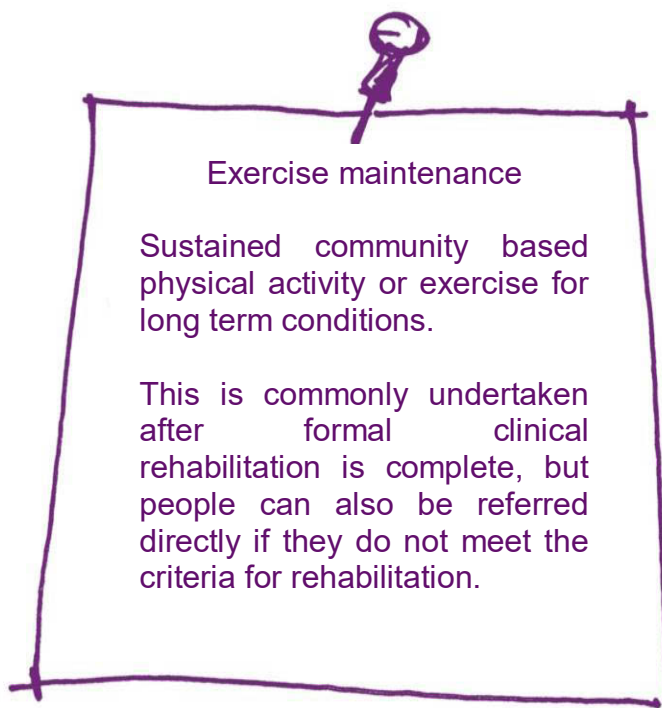 Exercise maintenance
Sustained community based
physical activity or exercise for
long term conditions.
This is commonly undertaken
after formal clinical
rehabilitation is complete, but
people can also be referred
directly if they do not meet the
criteria for rehabilitation.